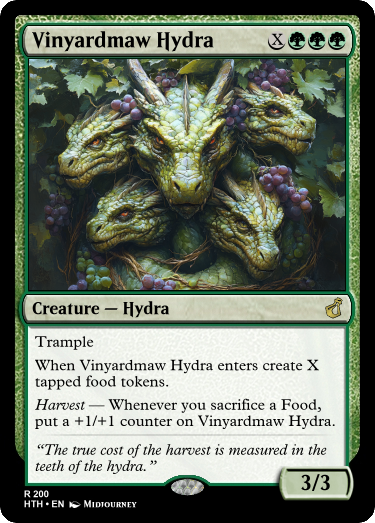 Vinyardmaw Hydra X
Creature — Hydra
Trample
When Vinyardmaw Hydra enters create X
tapped food tokens.
Harvest — Whenever you sacrifice a Food,
put a +1/+1 counter on Vinyardmaw Hydra.
“The true cost of the harvest is measured in the
teeth of the hydra.”
3/3
R 200
HTH • EN Midjourney